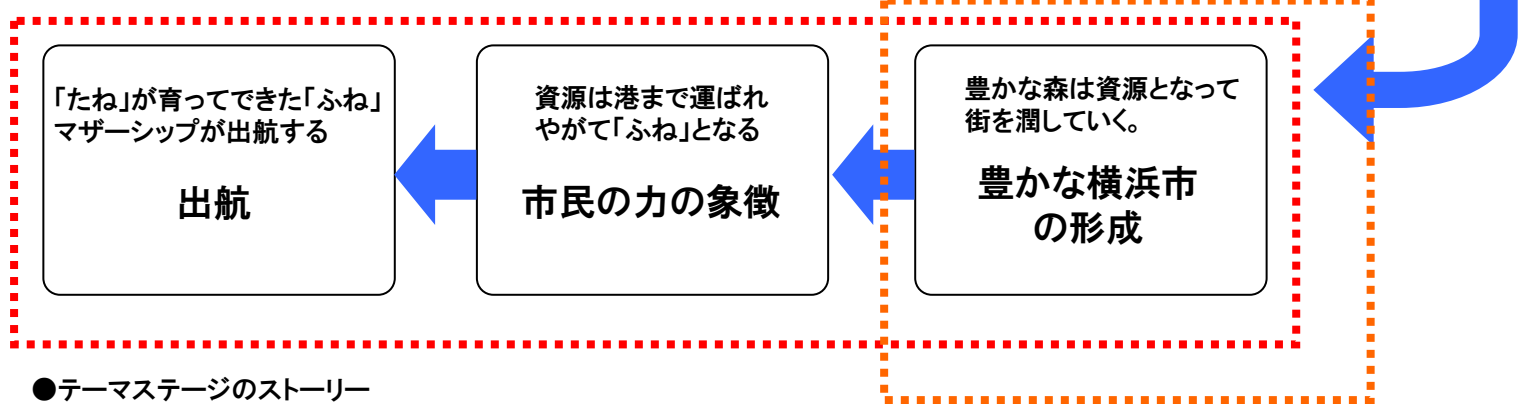 「たね」が育ってできた「ふね」
マザーシップが出航する
出航
資源は港まで運ばれ
やがて「ふね」となる
市民の力の象徴
豊かな森は資源となって
街を潤していく。
豊かな横浜市
の形成
●テーマステージのストーリー